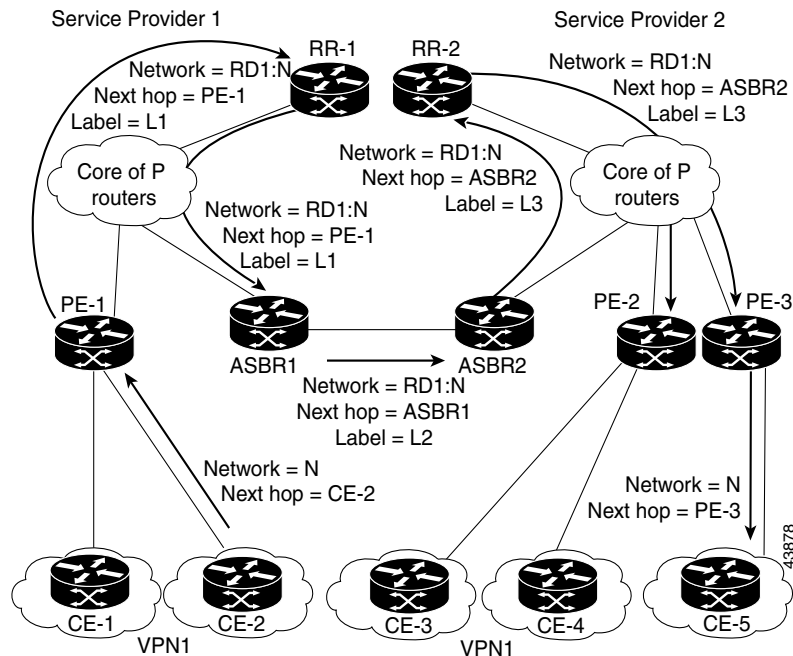 Service Provider 1
Service Provider 2
RR-1
RR-2
Network = RD1:N
Next hop = PE-1
Label = L1
Network = RD1:N
Next hop = ASBR2
Label = L3
Core of P
routers
Network = RD1:N
Next hop = ASBR2
Label = L3
Core of P
routers
Network = RD1:N
Next hop = PE-1
Label = L1
PE-1
PE-2
PE-3
ASBR1
ASBR2
Network = RD1:N
Next hop = ASBR1
Label = L2
Network = N
Next hop = CE-2
Network = N
Next hop = PE-3
43878
CE-1
CE-2
CE-3
CE-4
CE-5
VPN1
VPN1